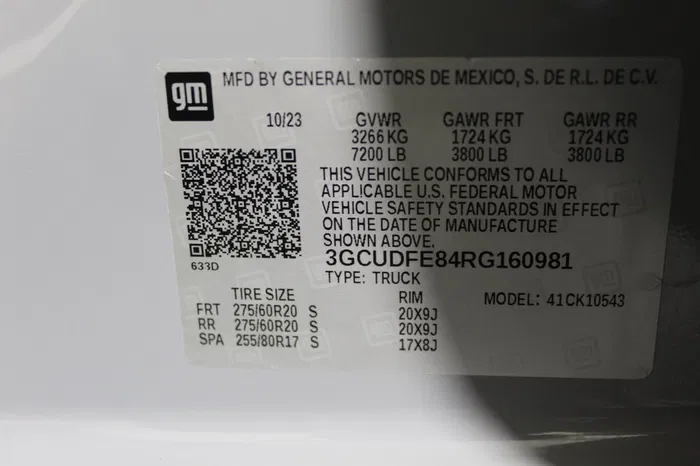 gm MFD BY GENERAL MOTORS DE MEXICO, S. DE R.L. DE C.V.
10/23 GVWR GAWR FRT GAWR RR
3266 KG 1724 KG 1724 KG
7200 LB 3800 LB 3800 LB
THIS VEHICLE CONFORMS TO ALL
APPLICABLE U.S. FEDERAL MOTOR
VEHICLE SAFETY STANDARDS IN EFFECT
ON THE DATE OF MANUFACTURE
SHOWN ABOVE.
633D
3GCUDFE84RG160981
TYPE: TRUCK
TIRE SIZE RIM MODEL: 41CK10543
FRT 275/60R20 S 20X9J
RR 275/60R20 S 20X9J
SPA 255/80R17 S 17X8J